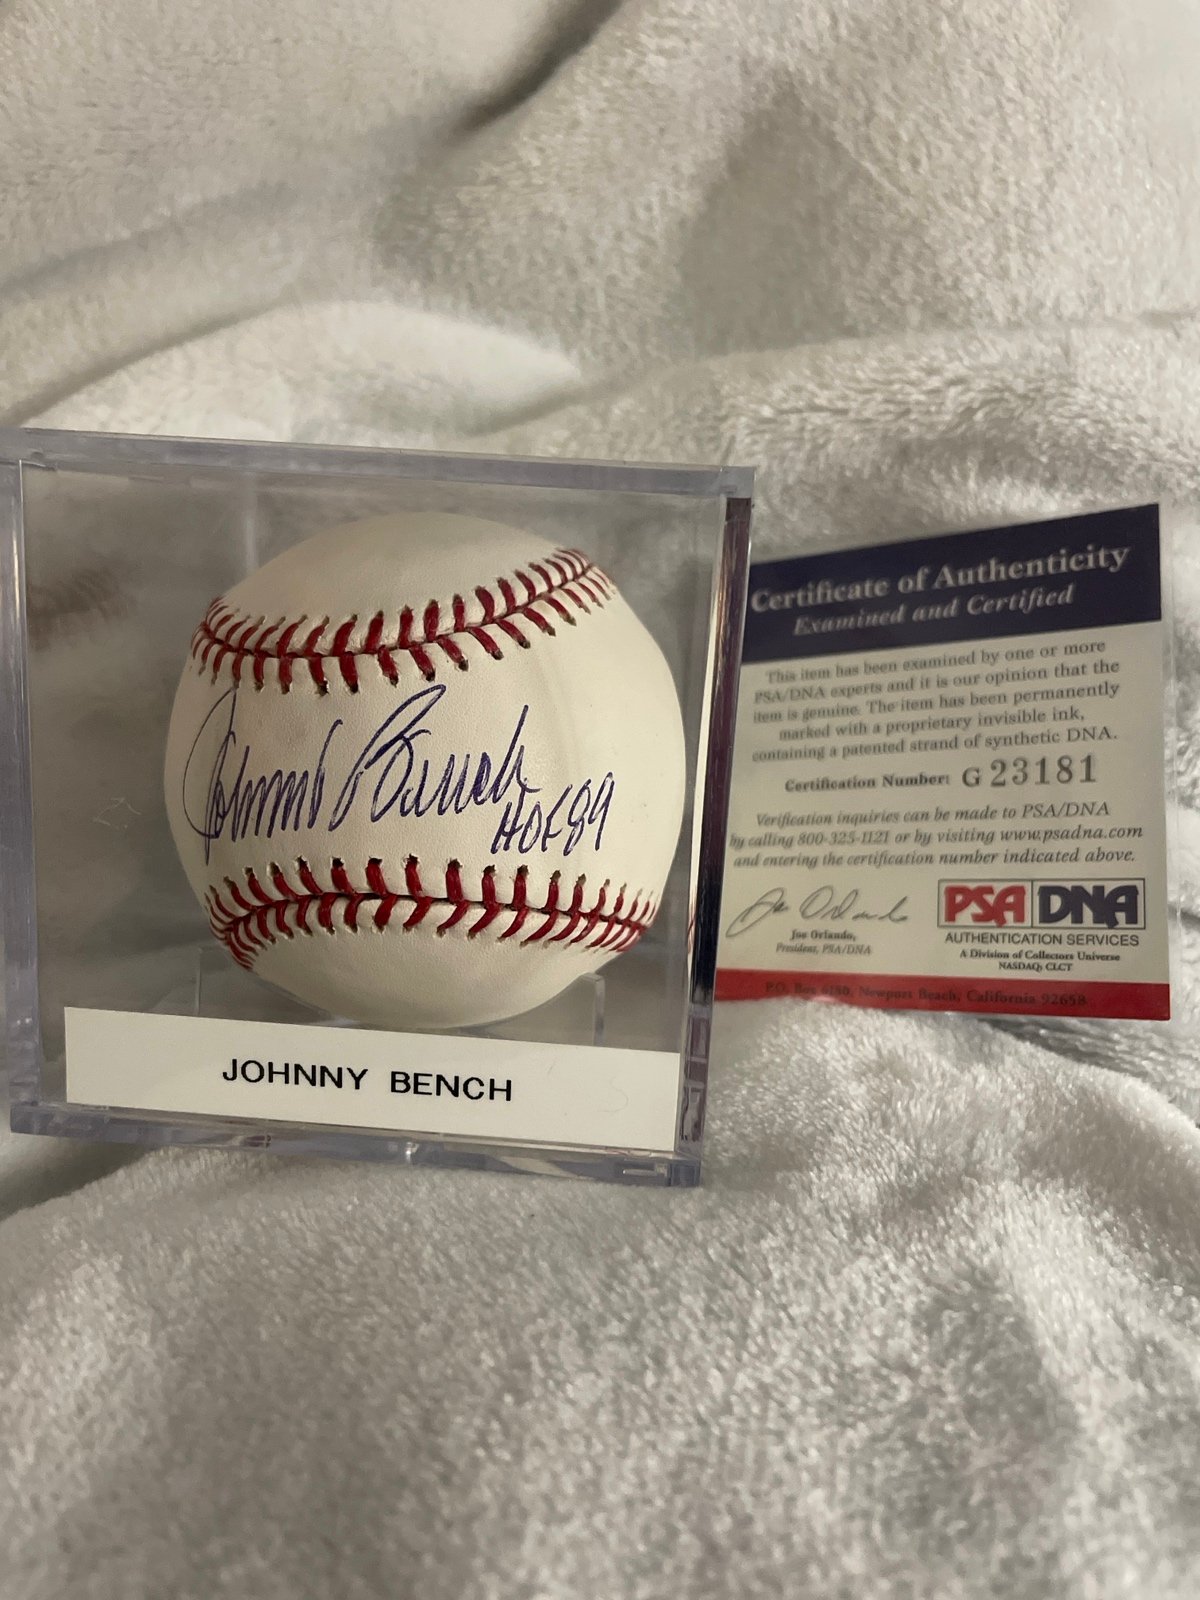 Johnny Bench
HOF 89
JOHNNY BENCH
Certificate of Authenticity
Examined and Certified
This item has been examined by one or more
PSA/DNA experts and it is our opinion that the
item is genuine. The item has been permanently
marked with a proprietary invisible ink,
containing a patented strand of synthetic DNA.
Certification Number: G 23181
Verification inquiries can be made to PSA/DNA
by calling 800-325-1121 or by visiting www.psadna.com
and entering the certification number indicated above.
Joe Orlando
Joe Orlando,
President, PSA/DNA
PSA DNA
AUTHENTICATION SERVICES
A Division of Collectors Universe
NASDAQ: CLCT
P.O. Box 6180, Newport Beach, California 92658